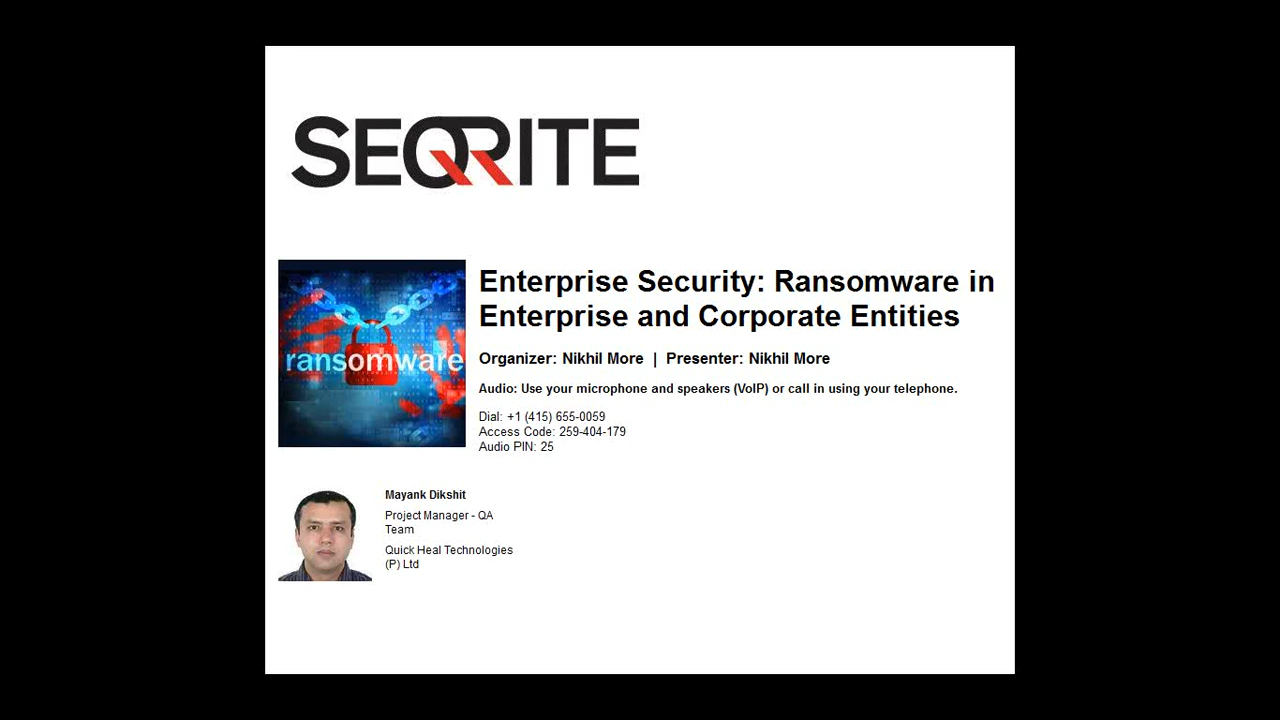 SEQRITE
ransomware
Enterprise Security: Ransomware in
Enterprise and Corporate Entities
Organizer: Nikhil More | Presenter: Nikhil More
Audio: Use your microphone and speakers (VoIP) or call in using your telephone.
Dial: +1 (415) 655-0059
Access Code: 259-404-179
Audio PIN: 25
Mayank Dikshit
Project Manager - QA
Team
Quick Heal Technologies
(P) Ltd